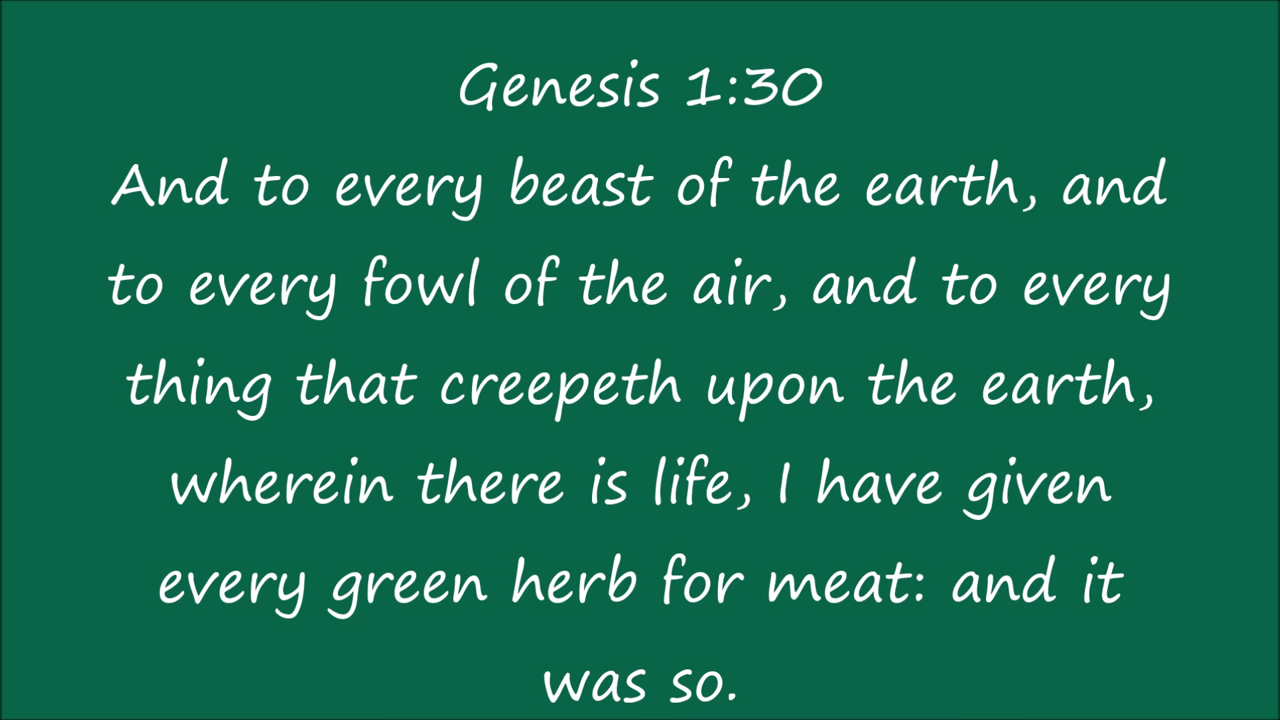 Genesis 1:30
And to every beast of the earth, and
to every fowl of the air, and to every
thing that creepeth upon the earth,
wherein there is life, I have given
every green herb for meat: and it
was so.